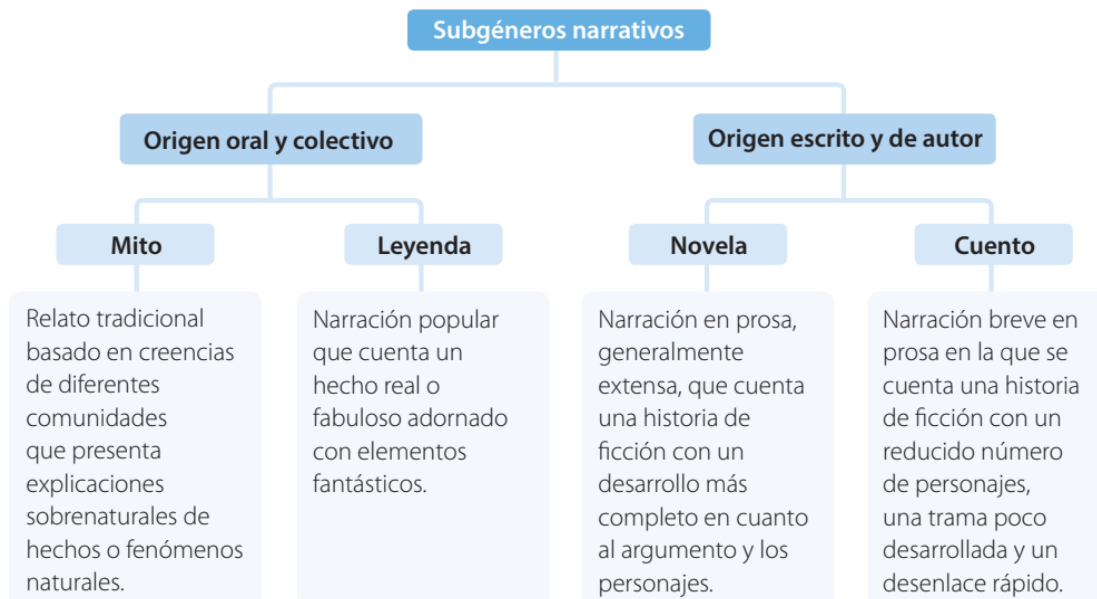 Subgéneros narrativos
Origen oral y colectivo
Origen escrito y de autor
Mito
Leyenda
Novela
Cuento
Relato tradicional
basado en creencias
de diferentes
comunidades
que presenta
explicaciones
sobrenaturales de
hechos o fenómenos
naturales.
Narración popular
que cuenta un
hecho real o
fabuloso adornado
con elementos
fantásticos.
Narración en prosa,
generalmente
extensa, que cuenta
una historia de
ficción con un
desarrollo más
completo en cuanto
al argumento y los
personajes.
Narración breve en
prosa en la que se
cuenta una historia
de ficción con un
reducido número
de personajes,
una trama poco
desarrollada y un
desenlace rápido.